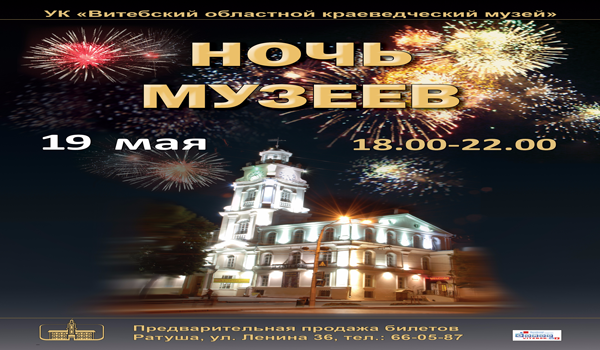 УК «Витебский областной краеведческий музей»
НОЧЬ
МУЗЕЕВ
19 мая
18.00-22.00
Предварительная продажа билетов
Ратуша, ул. Ленина 36, тел.: 66-05-87